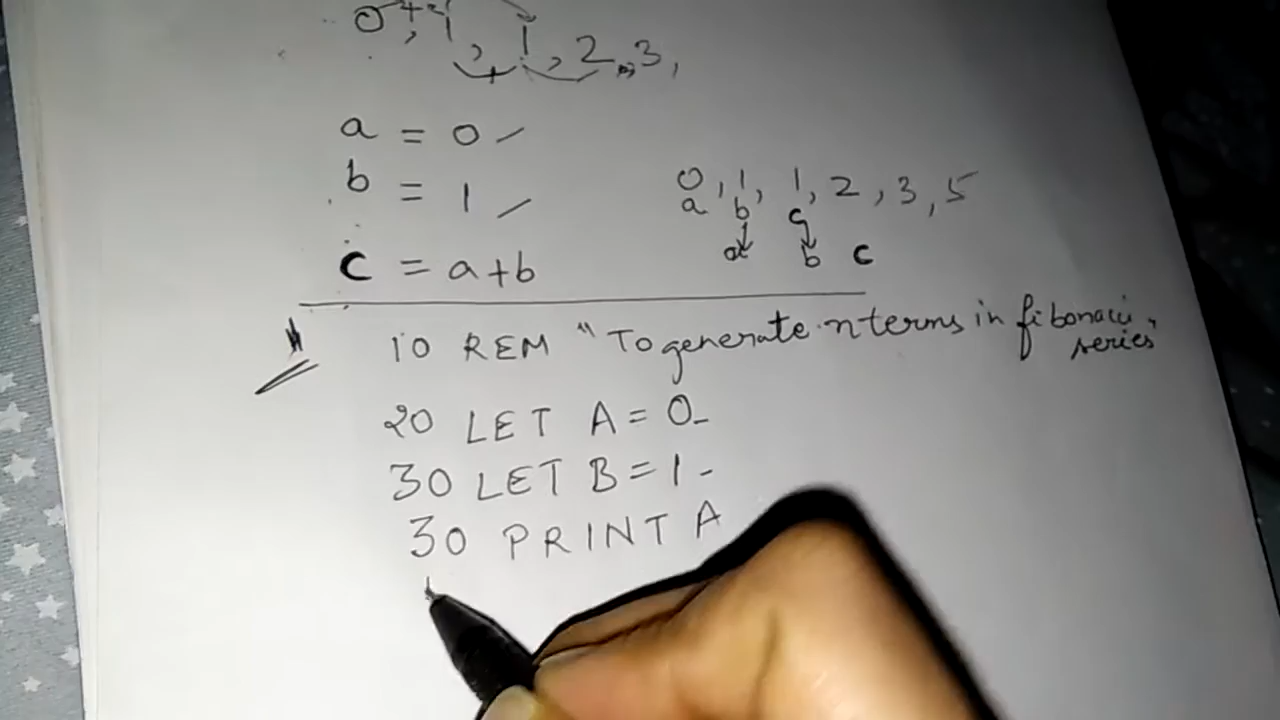 0, 1, 1, 2, 3,
a = 0
b = 1
0, 1, 1, 2, 3, 5
a b c
a b c
c = a+b
10 REM "To generate n terms in fibonacci
series"
20 LET A = 0
30 LET B = 1
30 PRINT A